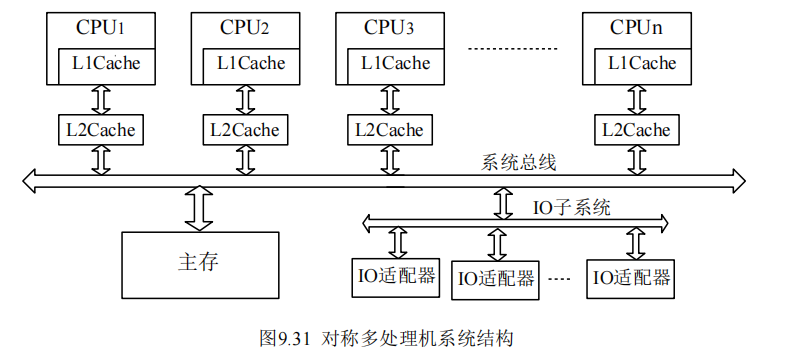 CPU1 CPU2 CPU3 CPUn
L1Cache L1Cache L1Cache L1Cache
L2Cache L2Cache L2Cache L2Cache
系统总线
IO子系统
主存
IO适配器 IO适配器 IO适配器
图9.31 对称多处理机系统结构